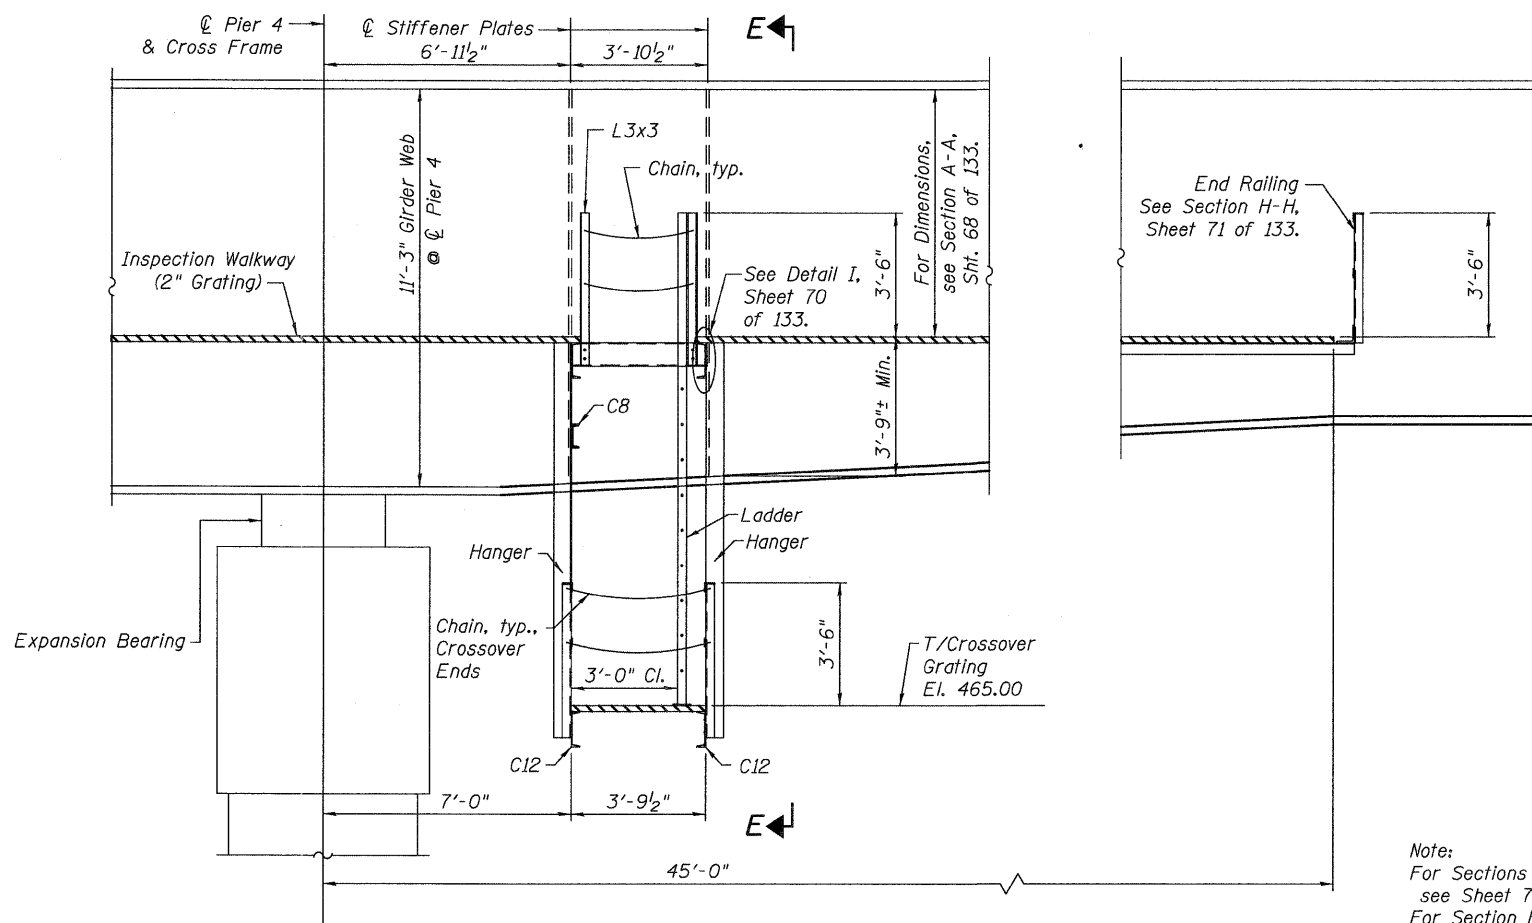 ℄ Pier 4
& Cross Frame
℄ Stiffener Plates
6'-11½"
3'-10½"
E
L3x3
Chain, typ.
11'-3" Girder Web
@ ℄ Pier 4
For Dimensions,
see Section A-A,
Sht. 68 of 133.
End Railing
See Section H-H,
Sheet 71 of 133.
3'-6"
3'-6"
Inspection Walkway
(2" Grating)
See Detail I,
Sheet 70
of 133.
C8
3'-9"± Min.
Ladder
Hanger
Hanger
Expansion Bearing
Chain, typ.,
Crossover
Ends
3'-0" Cl.
3'-6"
T/Crossover
Grating
El. 465.00
C12
C12
7'-0"
3'-9½"
E
45'-0"
Note:
For Sections
see Sheet 7
For Section